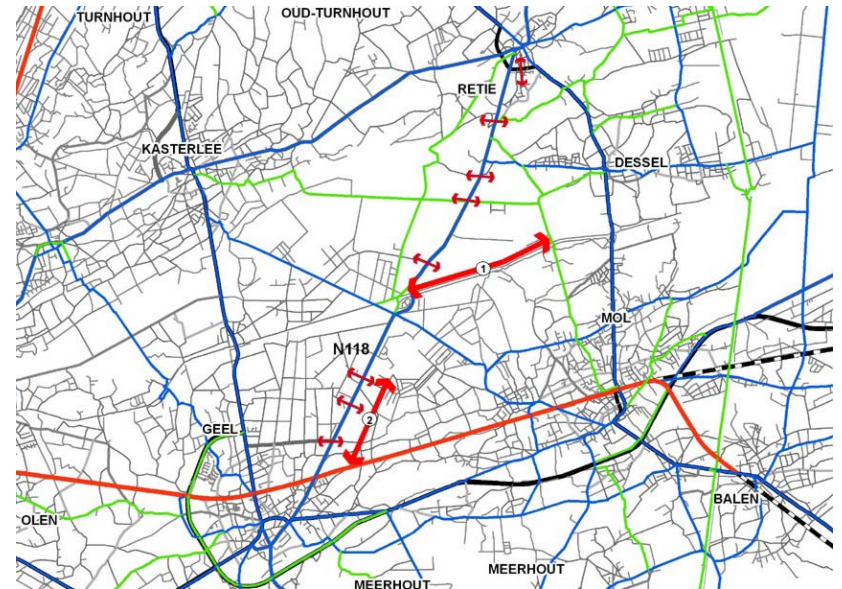 TURNHOUT
OUD-TURNHOUT
RETIE
KASTERLEE
DESSEL
1
MOL
N118
2
GEEL
BALEN
OLEN
MEERHOUT
MEERHOUT